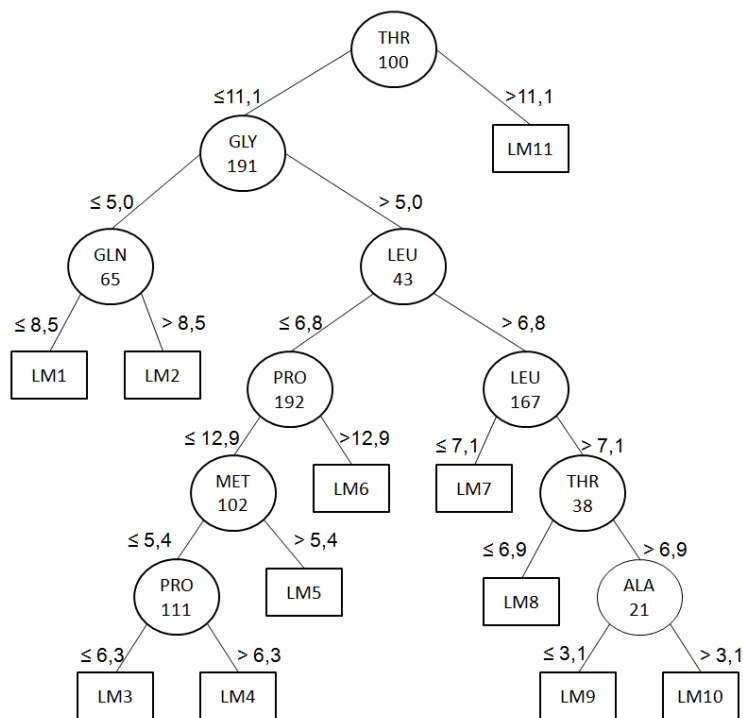 THR
100
≤11,1
>11,1
GLY
191
LM11
≤ 5,0
> 5,0
GLN
65
LEU
43
≤ 8,5
> 8,5
≤ 6,8
> 6,8
LM1
LM2
PRO
192
LEU
167
≤ 12,9
>12,9
≤ 7,1
> 7,1
MET
102
LM6
LM7
THR
38
≤ 5,4
> 5,4
≤ 6,9
> 6,9
PRO
111
LM5
LM8
ALA
21
≤ 6,3
> 6,3
≤ 3,1
> 3,1
LM3
LM4
LM9
LM10